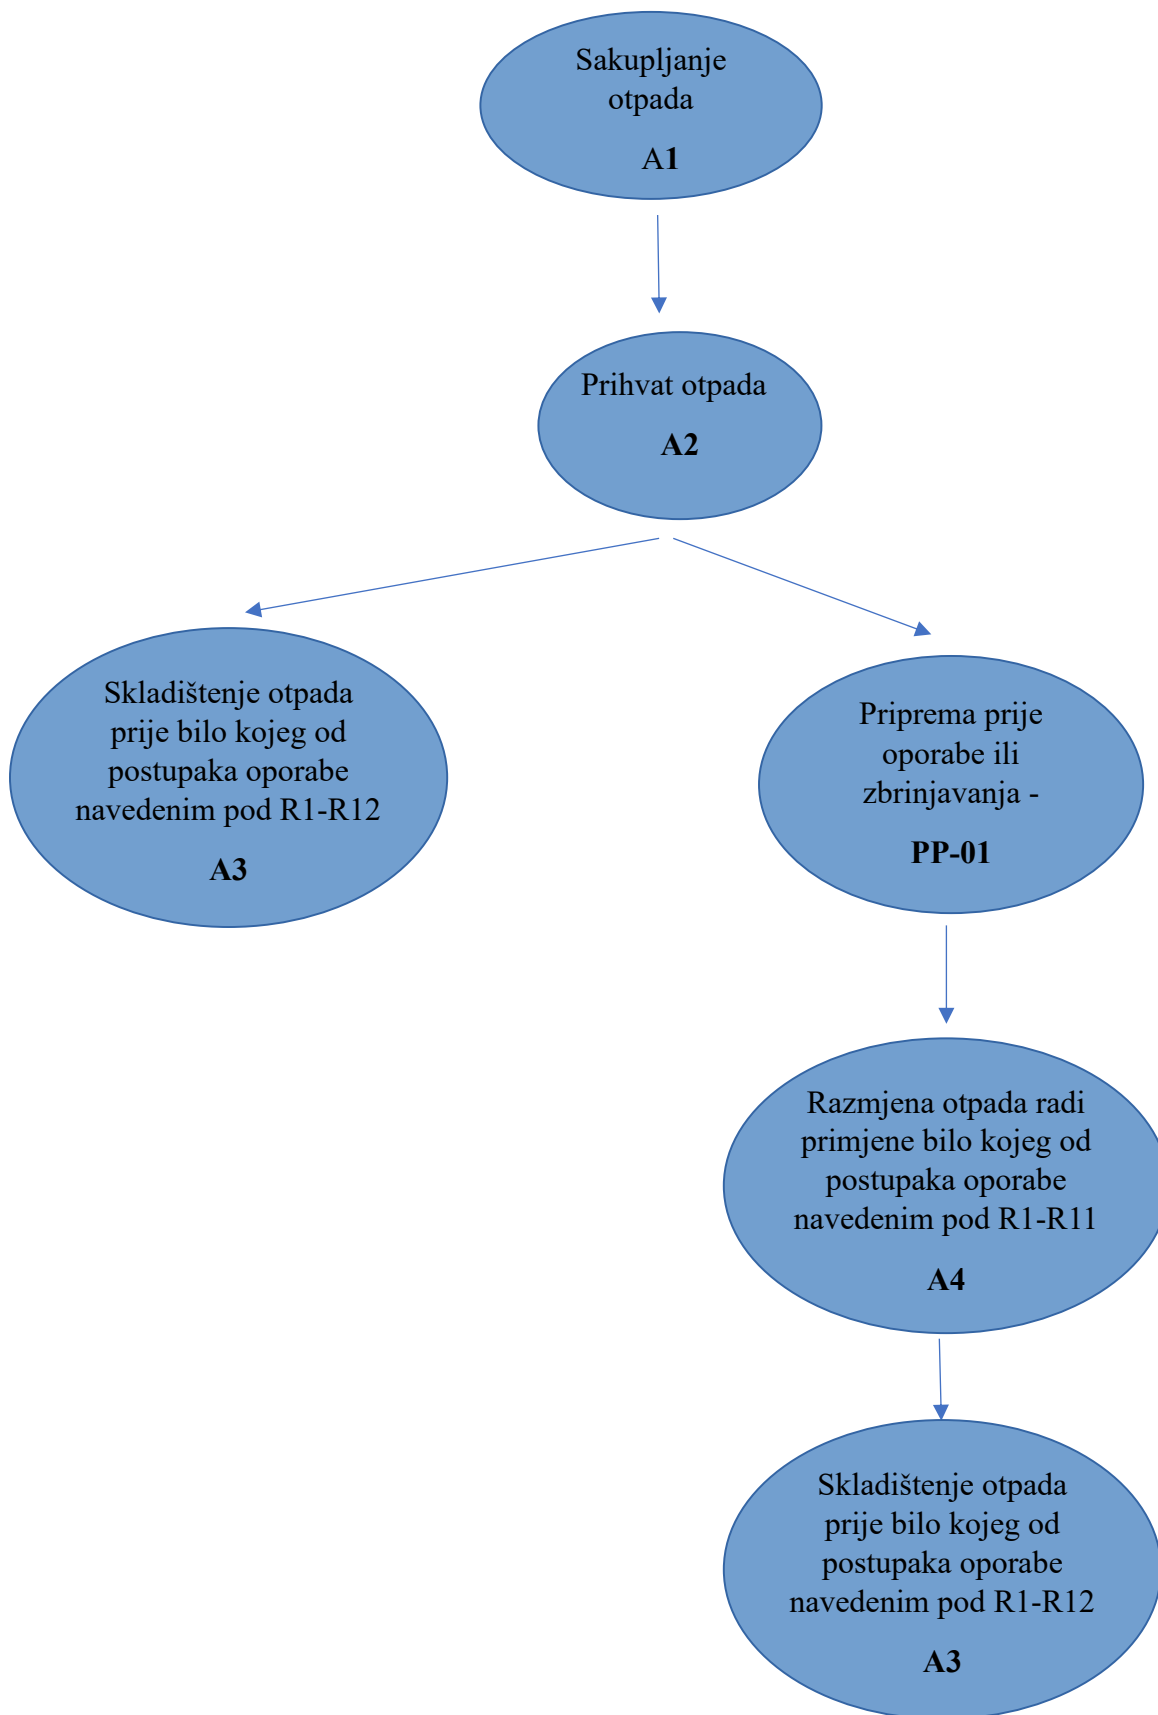 Sakupljanje
otpada
A1
Prihvat otpada
A2
Skladištenje otpada
prije bilo kojeg od
postupaka oporabe
navedenim pod R1-R12
A3
Priprema prije
oporabe ili
zbrinjavanja -
PP-01
Razmjena otpada radi
primjene bilo kojeg od
postupaka oporabe
navedenim pod R1-R11
A4
Skladištenje otpada
prije bilo kojeg od
postupaka oporabe
navedenim pod R1-R12
A3